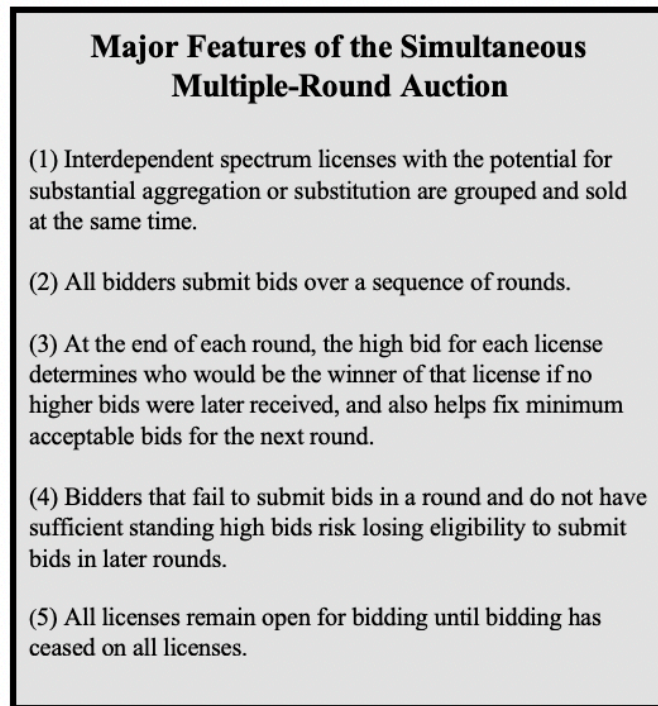 Major Features of the Simultaneous
Multiple-Round Auction
(1) Interdependent spectrum licenses with the potential for
substantial aggregation or substitution are grouped and sold
at the same time.
(2) All bidders submit bids over a sequence of rounds.
(3) At the end of each round, the high bid for each license
determines who would be the winner of that license if no
higher bids were later received, and also helps fix minimum
acceptable bids for the next round.
(4) Bidders that fail to submit bids in a round and do not have
sufficient standing high bids risk losing eligibility to submit
bids in later rounds.
(5) All licenses remain open for bidding until bidding has
ceased on all licenses.